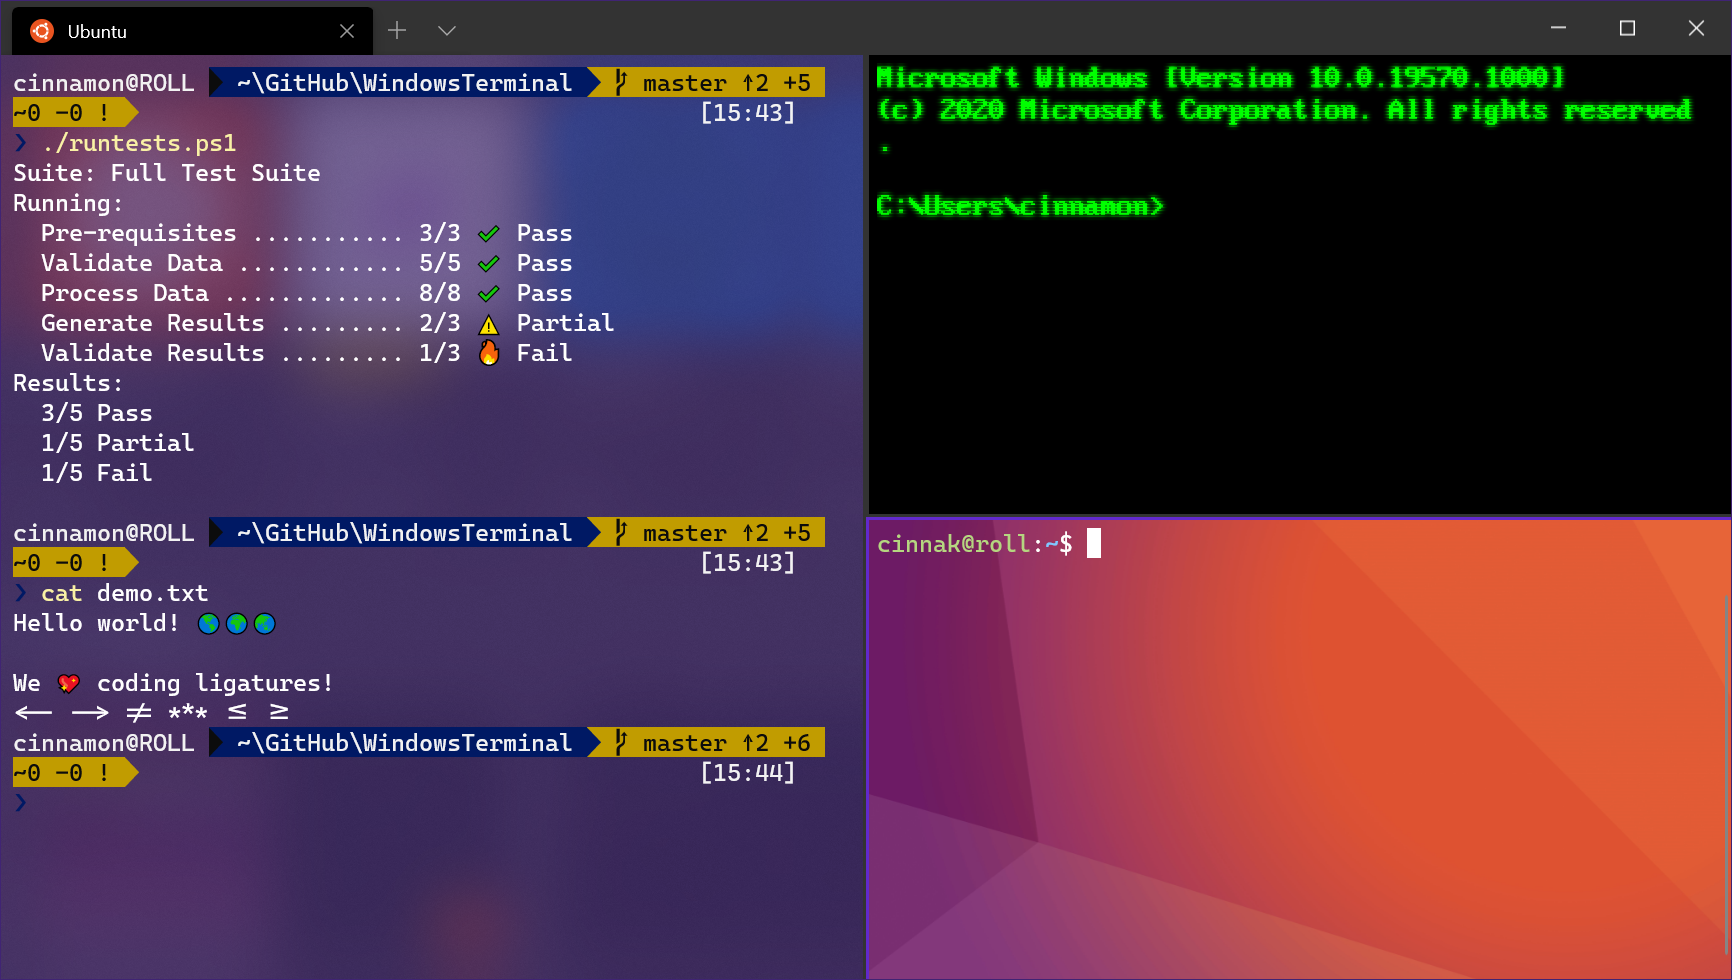 Ubuntu
cinnamon@ROLL ~\GitHub\WindowsTerminal master ↑2 +5
~0 -0 ! [15:43]
❯ ./runtests.ps1
Suite: Full Test Suite
Running:
Pre-requisites ........... 3/3 ✔ Pass
Validate Data ............ 5/5 ✔ Pass
Process Data ............. 8/8 ✔ Pass
Generate Results ......... 2/3 ⚠ Partial
Validate Results ......... 1/3 🔥 Fail
Results:
3/5 Pass
1/5 Partial
1/5 Fail
cinnamon@ROLL ~\GitHub\WindowsTerminal master ↑2 +5
~0 -0 ! [15:43]
❯ cat demo.txt
Hello world! 🌎🌍🌏
We 💖 coding ligatures!
⟵ ⟶ ≠ *** ≤ ≥
cinnamon@ROLL ~\GitHub\WindowsTerminal master ↑2 +6
~0 -0 ! [15:44]
❯
Microsoft Windows [Version 10.0.19570.1000]
(c) 2020 Microsoft Corporation. All rights reserved
.
C:\Users\cinnamon>
cinnak@roll:~$